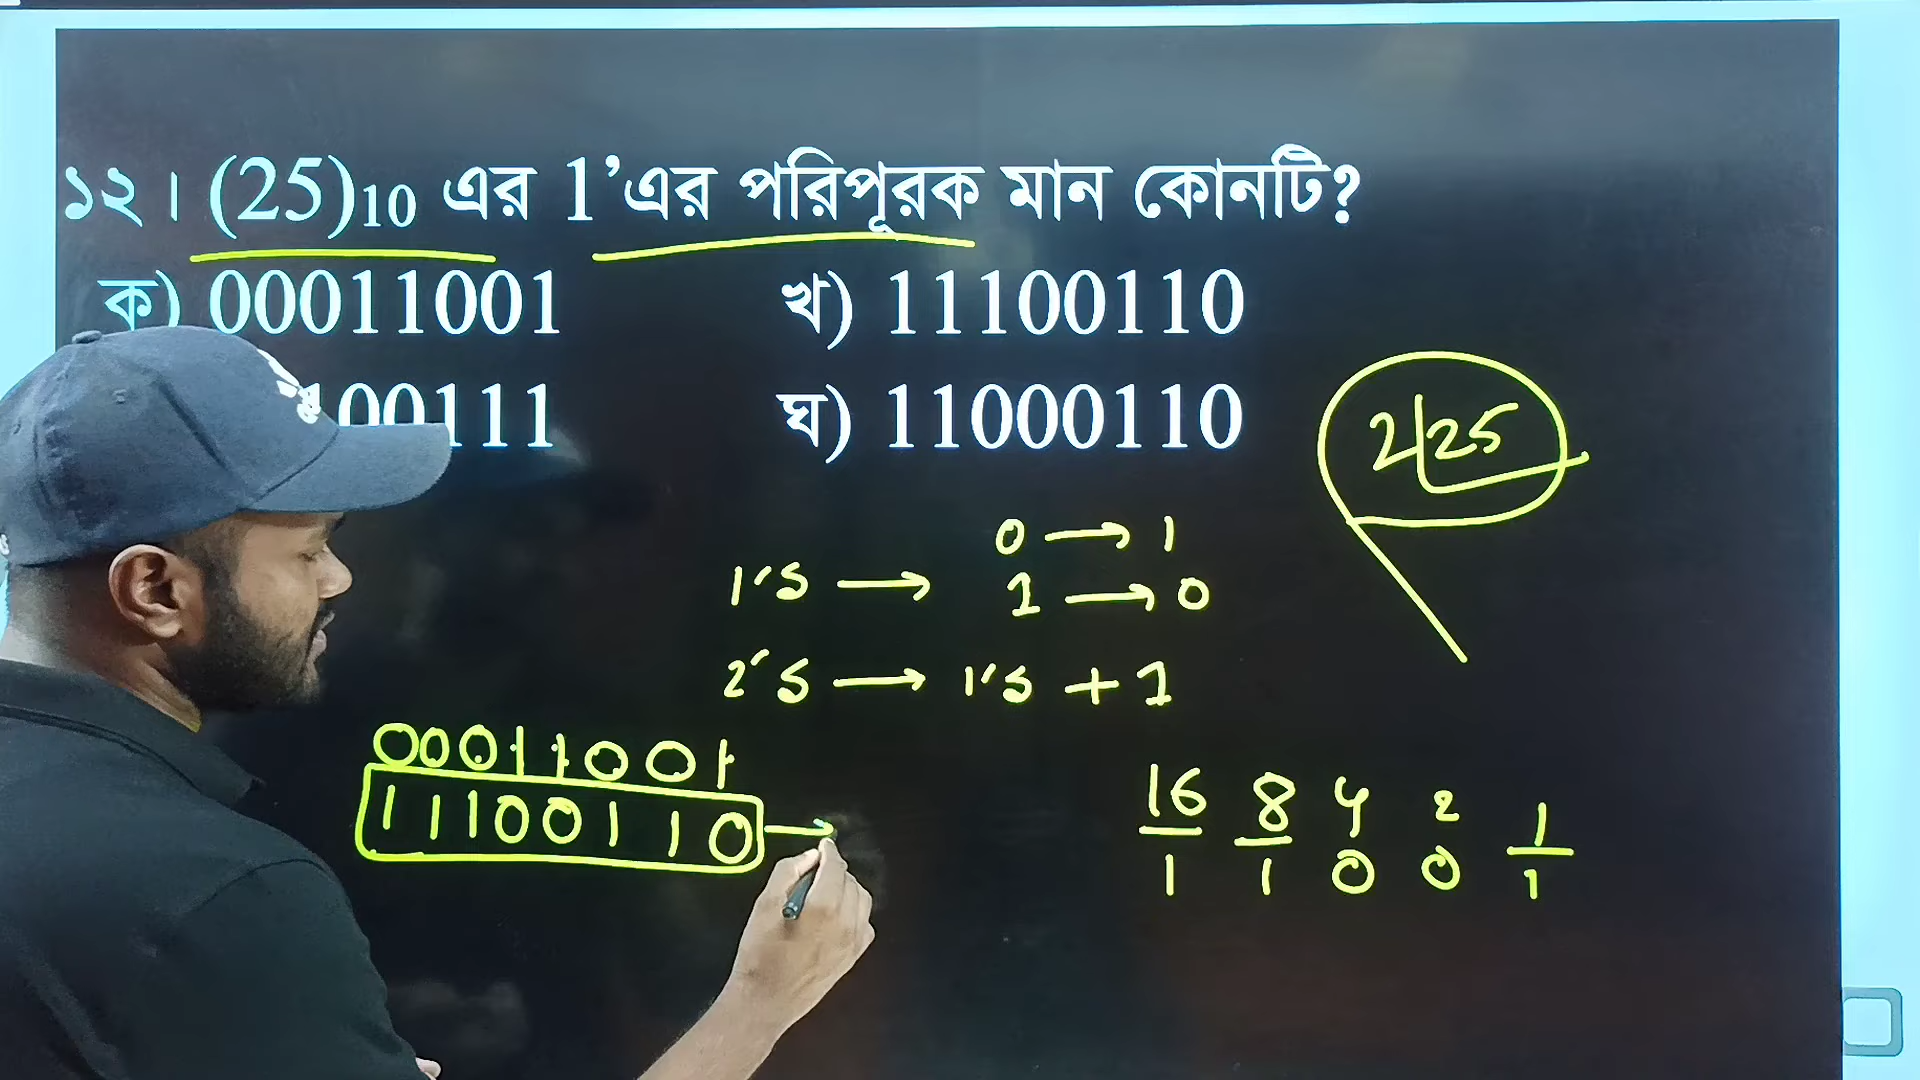 ১২। (25)10 এর 1’এর পরিপূরক মান কোনটি?
ক) 00011001 খ) 11100110
00111 ঘ) 11000110
2 25
0 → 1
1's → 1 → 0
2's → 1's + 1
00011001
11100110 →
16 8 4 2 1
1 1 0 0 1